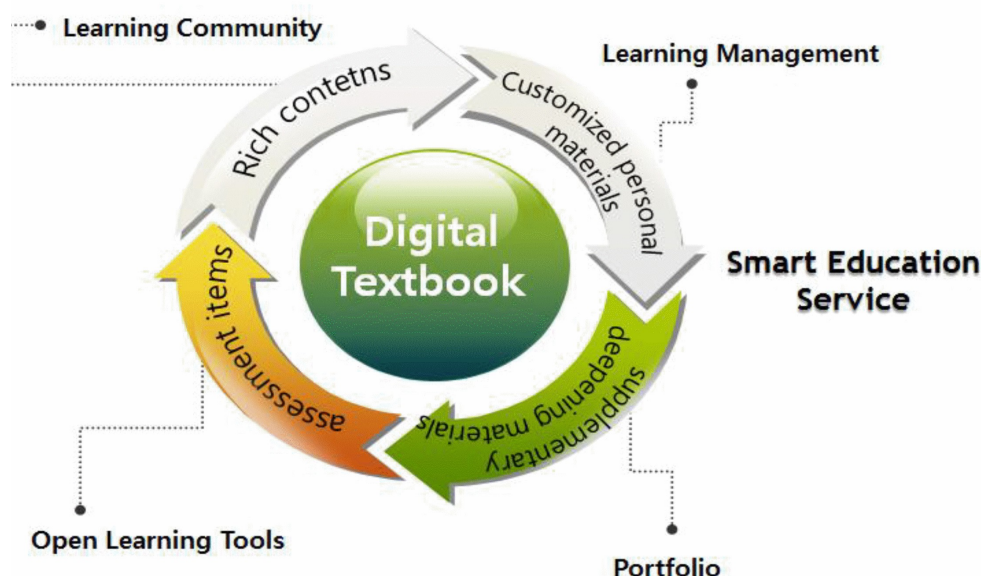 Learning Community
Learning Management
Rich contetns
Customized personal
materials
Digital
Textbook
Smart Education
Service
assessment items
supplementary
deepening materials
Open Learning Tools
Portfolio